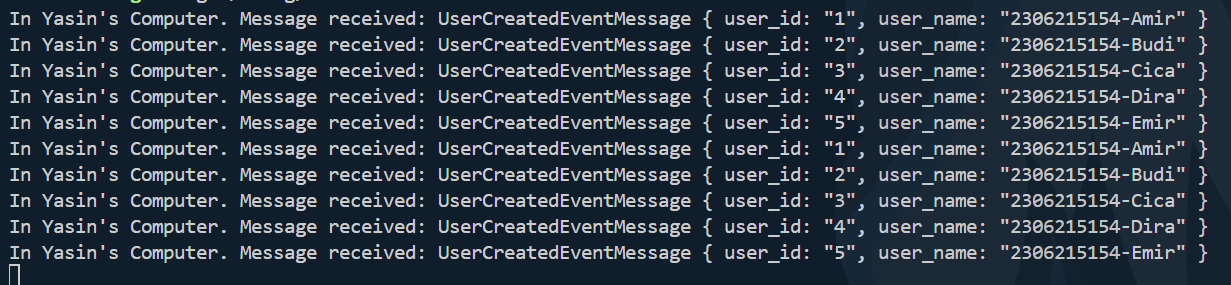 In Yasin's Computer. Message received: UserCreatedEventMessage { user_id: "1", user_name: "2306215154-Amir" }
In Yasin's Computer. Message received: UserCreatedEventMessage { user_id: "2", user_name: "2306215154-Budi" }
In Yasin's Computer. Message received: UserCreatedEventMessage { user_id: "3", user_name: "2306215154-Cica" }
In Yasin's Computer. Message received: UserCreatedEventMessage { user_id: "4", user_name: "2306215154-Dira" }
In Yasin's Computer. Message received: UserCreatedEventMessage { user_id: "5", user_name: "2306215154-Emir" }
In Yasin's Computer. Message received: UserCreatedEventMessage { user_id: "1", user_name: "2306215154-Amir" }
In Yasin's Computer. Message received: UserCreatedEventMessage { user_id: "2", user_name: "2306215154-Budi" }
In Yasin's Computer. Message received: UserCreatedEventMessage { user_id: "3", user_name: "2306215154-Cica" }
In Yasin's Computer. Message received: UserCreatedEventMessage { user_id: "4", user_name: "2306215154-Dira" }
In Yasin's Computer. Message received: UserCreatedEventMessage { user_id: "5", user_name: "2306215154-Emir" }